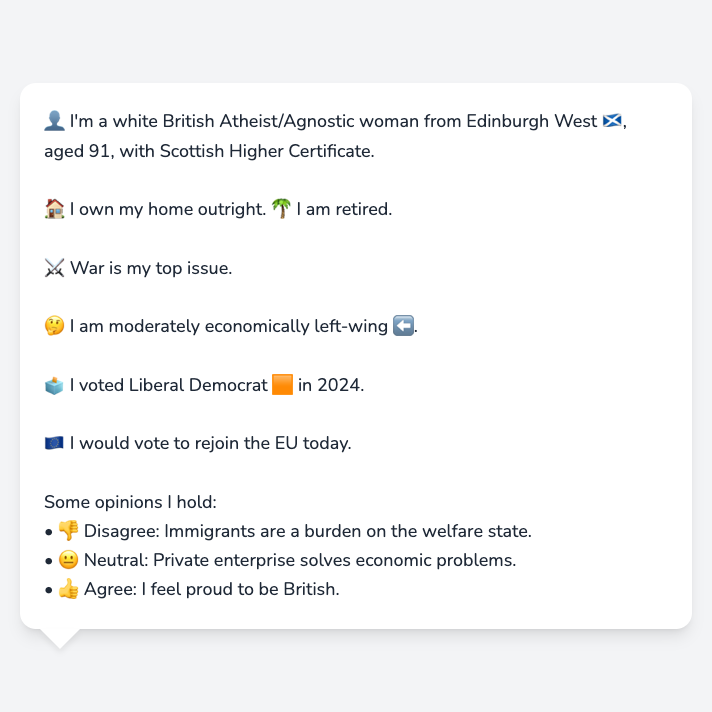 👤 I'm a white British Atheist/Agnostic woman from Edinburgh West 🏴󠁧󠁢󠁳󠁣󠁴󠁿,
aged 91, with Scottish Higher Certificate.
🏠 I own my home outright. 🌴 I am retired.
⚔️ War is my top issue.
🤔 I am moderately economically left-wing ⬅️.
🗳️ I voted Liberal Democrat 🟧 in 2024.
🇪🇺 I would vote to rejoin the EU today.
Some opinions I hold:
• 👎 Disagree: Immigrants are a burden on the welfare state.
• 😐 Neutral: Private enterprise solves economic problems.
• 👍 Agree: I feel proud to be British.